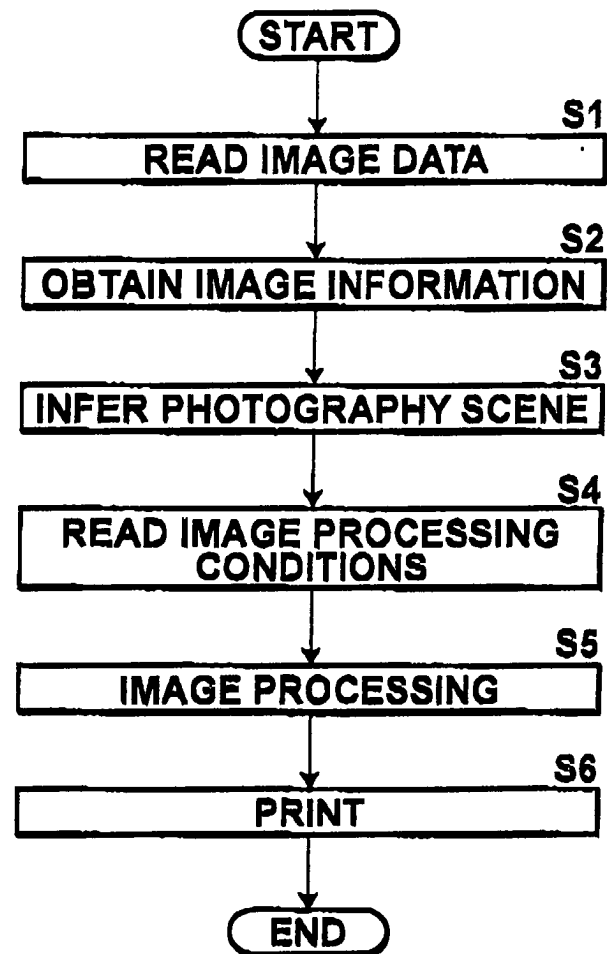 START
S1
READ IMAGE DATA
S2
OBTAIN IMAGE INFORMATION
S3
INFER PHOTOGRAPHY SCENE
S4
READ IMAGE PROCESSING
CONDITIONS
S5
IMAGE PROCESSING
S6
PRINT
END